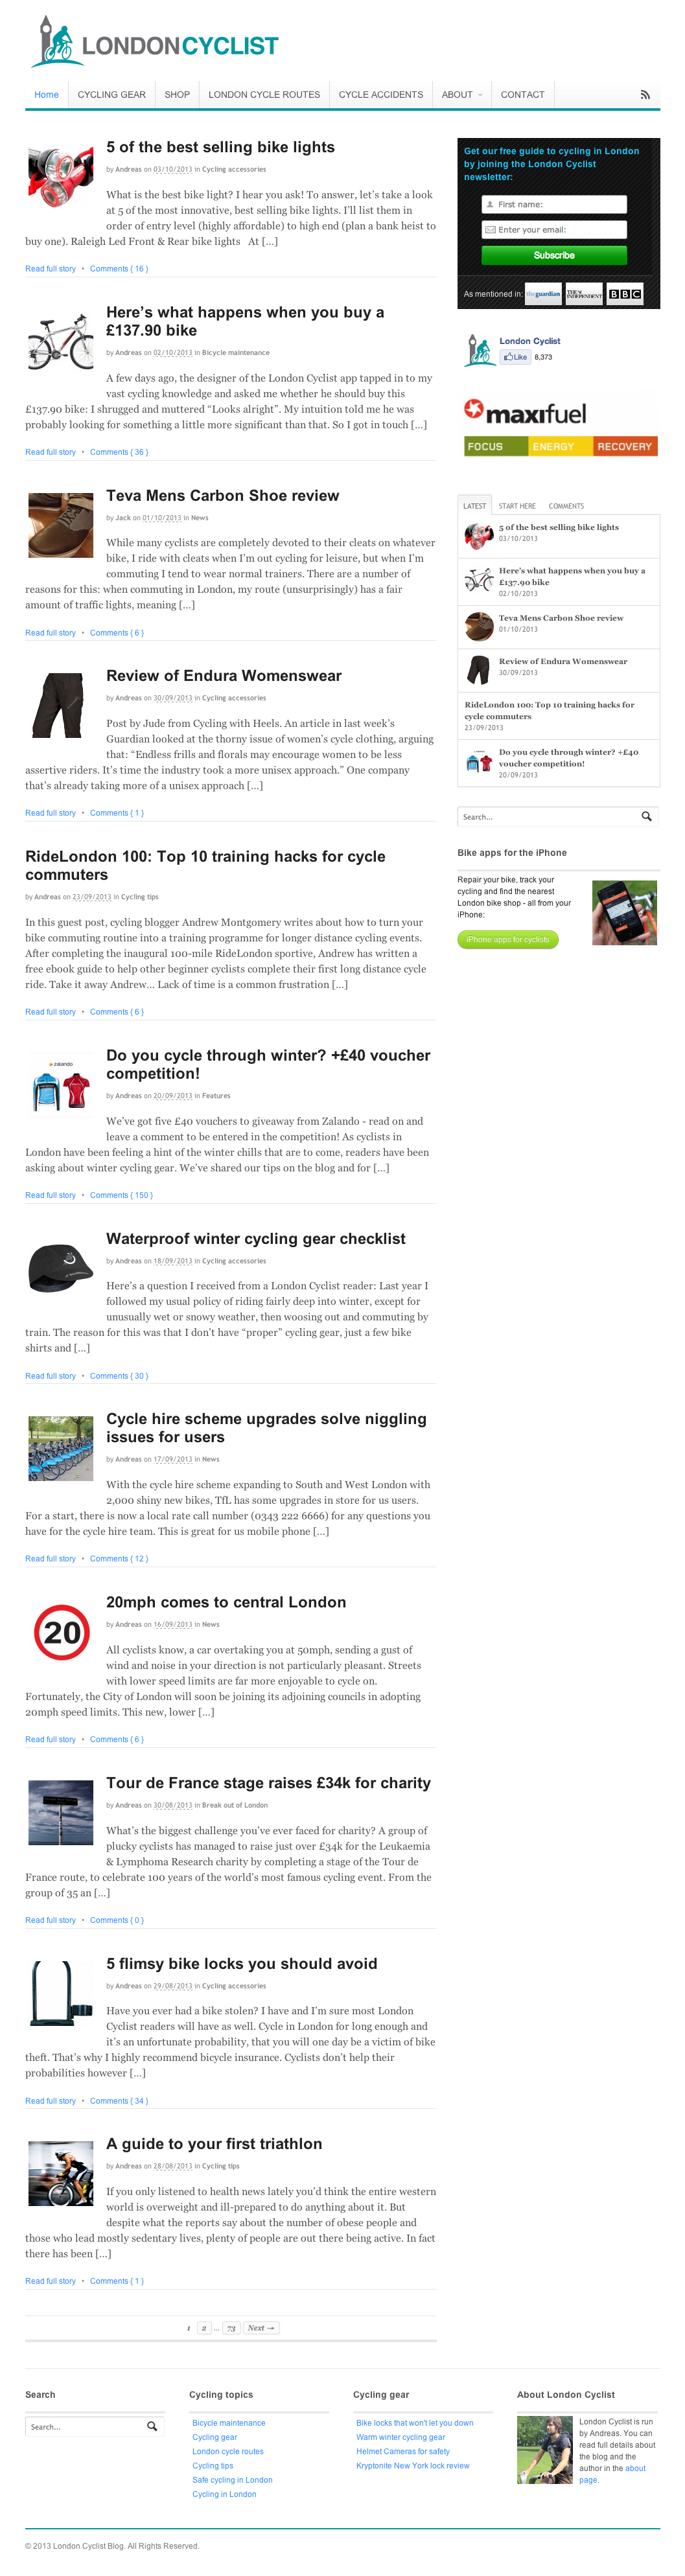 LONDONCYCLIST
Home
CYCLING GEAR
SHOP
LONDON CYCLE ROUTES
CYCLE ACCIDENTS
ABOUT
CONTACT
5 of the best selling bike lights
by Andreas on 03/10/2013 in Cycling accessories
What is the best bike light? I hear you ask! To answer, let's take a look
at 5 of the most innovative, best selling bike lights. I'll list them in
order of entry level (highly affordable) to high end (plan a bank heist to
buy one). Raleigh Led Front & Rear bike lights At [...]
Read full story • Comments { 16 }
Here's what happens when you buy a
£137.90 bike
by Andreas on 02/10/2013 in Bicycle maintenance
A few days ago, the designer of the London Cyclist app tapped in to my
vast cycling knowledge and asked me whether he should buy this
£137.90 bike: I shrugged and muttered “Looks alright”. My intuition told me he was
probably looking for something a little more significant than that. So I got in touch [...]
Read full story • Comments { 36 }
Teva Mens Carbon Shoe review
by Jack on 01/10/2013 in News
While many cyclists are completely devoted to their cleats on whatever
bike, I ride with cleats when I'm out cycling for leisure, but when I'm
commuting I tend to wear normal trainers. There are a number of
reasons for this: when commuting in London, my route (unsurprisingly) has a fair
amount of traffic lights, meaning [...]
Read full story • Comments { 6 }
Review of Endura Womenswear
by Andreas on 30/09/2013 in Cycling accessories
Post by Jude from Cycling with Heels. An article in last week's
Guardian looked at the thorny issue of women's cycle clothing, arguing
that: “Endless frills and florals may encourage women to be less
assertive riders. It's time the industry took a more unisex approach.” One company
that's already taking more of a unisex approach [...]
Read full story • Comments { 1 }
RideLondon 100: Top 10 training hacks for cycle
commuters
by Andreas on 23/09/2013 in Cycling tips
In this guest post, cycling blogger Andrew Montgomery writes about how to turn your
bike commuting routine into a training programme for longer distance cycling events.
After completing the inaugural 100-mile RideLondon sportive, Andrew has written a
free ebook to help other beginner cyclists complete their first long distance cycle
ride. Take it away Andrew... Lack of time is a common frustration [...]
Read full story • Comments { 6 }
zalando
Do you cycle through winter? +£40 voucher
competition!
by Andreas on 20/09/2013 in Features
We've got five £40 vouchers to giveaway from Zalando - read on and
leave a comment to be entered in the competition! As cyclists in
London have been feeling a hint of the winter chills that are to come, readers have been
asking about winter cycling gear. We've shared our tips on the blog and for [...]
Read full story • Comments { 150 }
Waterproof winter cycling gear checklist
by Andreas on 18/09/2013 in Cycling accessories
Here's a question I received from a London Cyclist reader: Last year I
followed my usual policy of riding fairly deep into winter, except for
unusually wet or snowy weather, then woosing out and commuting by
train. The reason for this was that I don't have “proper” cycling gear, just a few bike
shirts and [...]
Read full story • Comments { 30 }
Cycle hire scheme upgrades solve niggling
issues for users
by Andreas on 17/09/2013 in News
With the cycle hire scheme expanding to South and West London with
2,000 shiny new bikes, TfL has some upgrades in store for us users.
For a start, there is now a local rate call number (0343 222 6666) for any questions you
have for the cycle hire team. This is great for us mobile phone [...]
Read full story • Comments { 12 }
20
20mph comes to central London
by Andreas on 16/09/2013 in News
All cyclists know, a car overtaking you at 50mph, sending a gust of
wind and noise in your direction is not particularly pleasant. Streets
with lower speed limits are far more enjoyable to cycle on.
Fortunately, the City of London will soon be joining its adjoining councils in adopting
20mph speed limits. This new, lower [...]
Read full story • Comments { 6 }
Tour de France stage raises £34k for charity
by Andreas on 30/08/2013 in Break out of London
What's the biggest challenge you've ever faced for charity? A group of
plucky cyclists has managed to raise just over £34k for the Leukaemia
& Lymphoma Research charity by completing a stage of the Tour de
France route, to celebrate 100 years of the world's most famous cycling event. From the
group of 35 an [...]
Read full story • Comments { 0 }
5 flimsy bike locks you should avoid
by Andreas on 29/08/2013 in Cycling accessories
Have you ever had a bike stolen? I have and I'm sure most London
Cyclist readers will have as well. Cycle in London for long enough and
it's an unfortunate probability, that you will one day be a victim of bike
theft. That's why I highly recommend bicycle insurance. Cyclists don't help their
probabilities however [...]
Read full story • Comments { 34 }
A guide to your first triathlon
by Andreas on 28/08/2013 in Cycling tips
If you only listened to health news lately you'd think the entire western
world is overweight and ill-prepared to do anything about it. But
despite what the reports say about the number of obese people and
those who lead mostly sedentary lives, plenty of people are out there being active. In fact
there has been [...]
Read full story • Comments { 1 }
1 2 ... 73 Next →
Get our free guide to cycling in London
by joining the London Cyclist
newsletter:
First name:
Enter your email:
Subscribe
As mentioned in: theguardian THE INDEPENDENT BBC
London Cyclist
Like 8,373
maxifuel
FOCUS ENERGY RECOVERY
LATEST START HERE COMMENTS
5 of the best selling bike lights
03/10/2013
Here's what happens when you buy a
£137.90 bike
02/10/2013
Teva Mens Carbon Shoe review
01/10/2013
Review of Endura Womenswear
30/09/2013
RideLondon 100: Top 10 training hacks for
cycle commuters
23/09/2013
Do you cycle through winter? +£40
voucher competition!
20/09/2013
Search...
Bike apps for the iPhone
Repair your bike, track your
cycling and find the nearest
London bike shop - all from your
iPhone:
iPhone apps for cyclists
Search
Search...
Cycling topics
Bicycle maintenance
Cycling gear
London cycle routes
Cycling tips
Safe cycling in London
Cycling in London
Cycling gear
Bike locks that won't let you down
Warm winter cycling gear
Helmet Cameras for safety
Kryptonite New York lock review
About London Cyclist
London Cyclist is run
by Andreas. You can
read full details about
the blog and the
author in the about
page.
© 2013 London Cyclist Blog. All Rights Reserved.